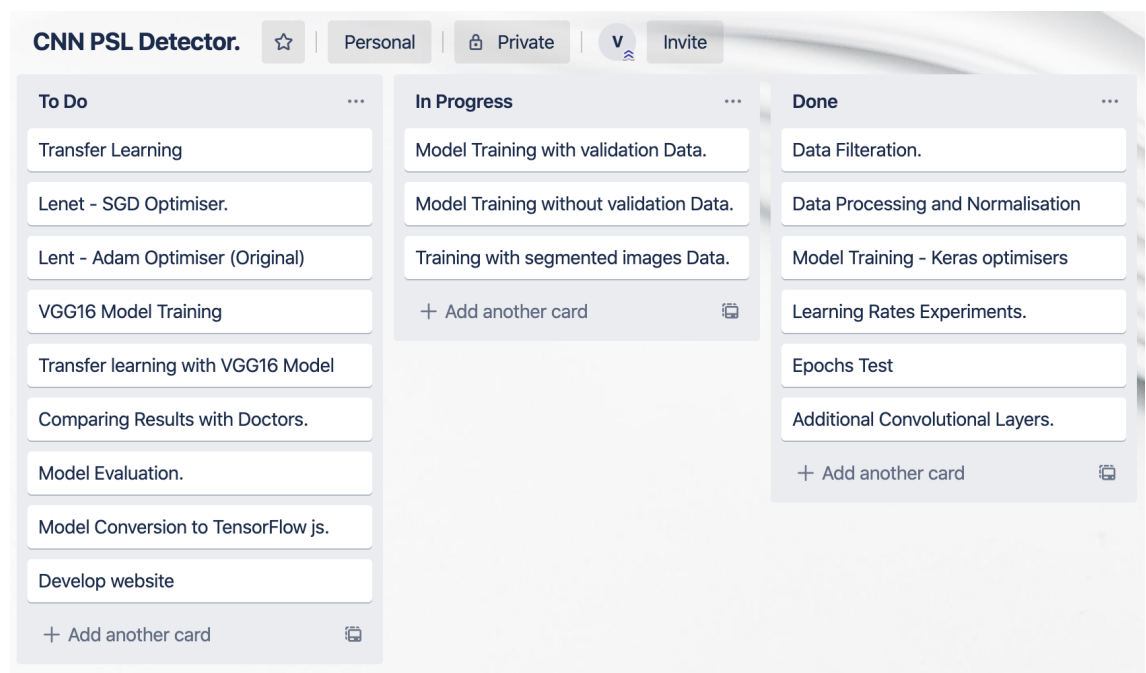 CNN PSL Detector.
Personal
Private
V
Invite
To Do
Transfer Learning
Lenet - SGD Optimiser.
Lent - Adam Optimiser (Original)
VGG16 Model Training
Transfer learning with VGG16 Model
Comparing Results with Doctors.
Model Evaluation.
Model Conversion to TensorFlow js.
Develop website
+ Add another card
In Progress
Model Training with validation Data.
Model Training without validation Data.
Training with segmented images Data.
+ Add another card
Done
Data Filteration.
Data Processing and Normalisation
Model Training - Keras optimisers
Learning Rates Experiments.
Epochs Test
Additional Convolutional Layers.
+ Add another card